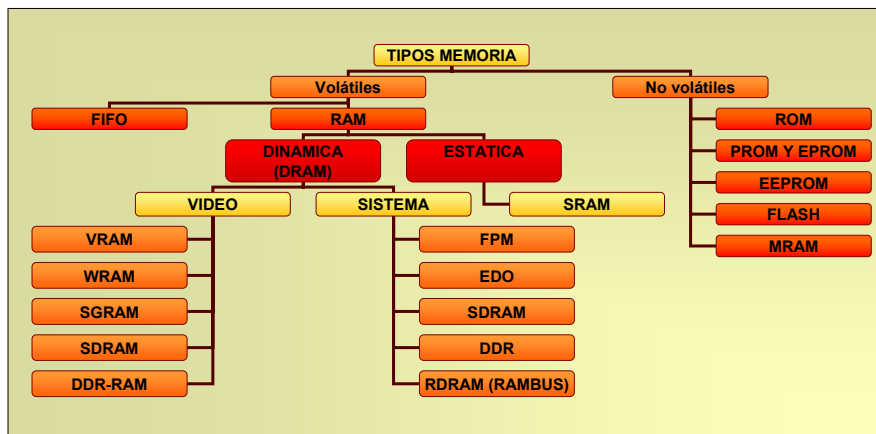 TIPOS MEMORIA
Volátiles
No volátiles
FIFO
RAM
ROM
DINAMICA
(DRAM)
ESTATICA
PROM Y EPROM
EEPROM
VIDEO
SISTEMA
SRAM
FLASH
VRAM
FPM
MRAM
WRAM
EDO
SGRAM
SDRAM
SDRAM
DDR
DDR-RAM
RDRAM (RAMBUS)